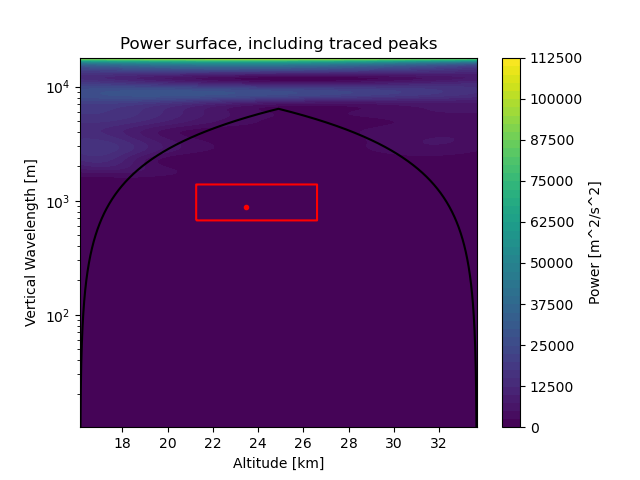 Power surface, including traced peaks
Vertical Wavelength [m]
10^4
10^3
10^2
18 20 22 24 26 28 30 32
Altitude [km]
112500
100000
87500
75000
62500
50000
37500
25000
12500
0
Power [m^2/s^2]